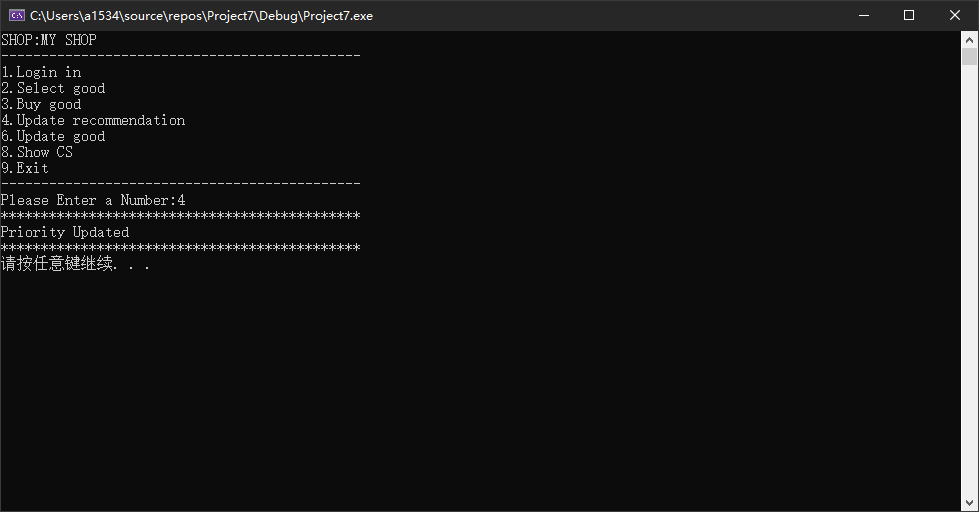 C:\Users\a1534\source\repos\Project7\Debug\Project7.exe
SHOP:MY SHOP
---------------------------------------------
1.Login in
2.Select good
3.Buy good
4.Update recommendation
6.Update good
8.Show CS
9.Exit
---------------------------------------------
Please Enter a Number:4
*********************************************
Priority Updated
*********************************************
请按任意键继续. . .